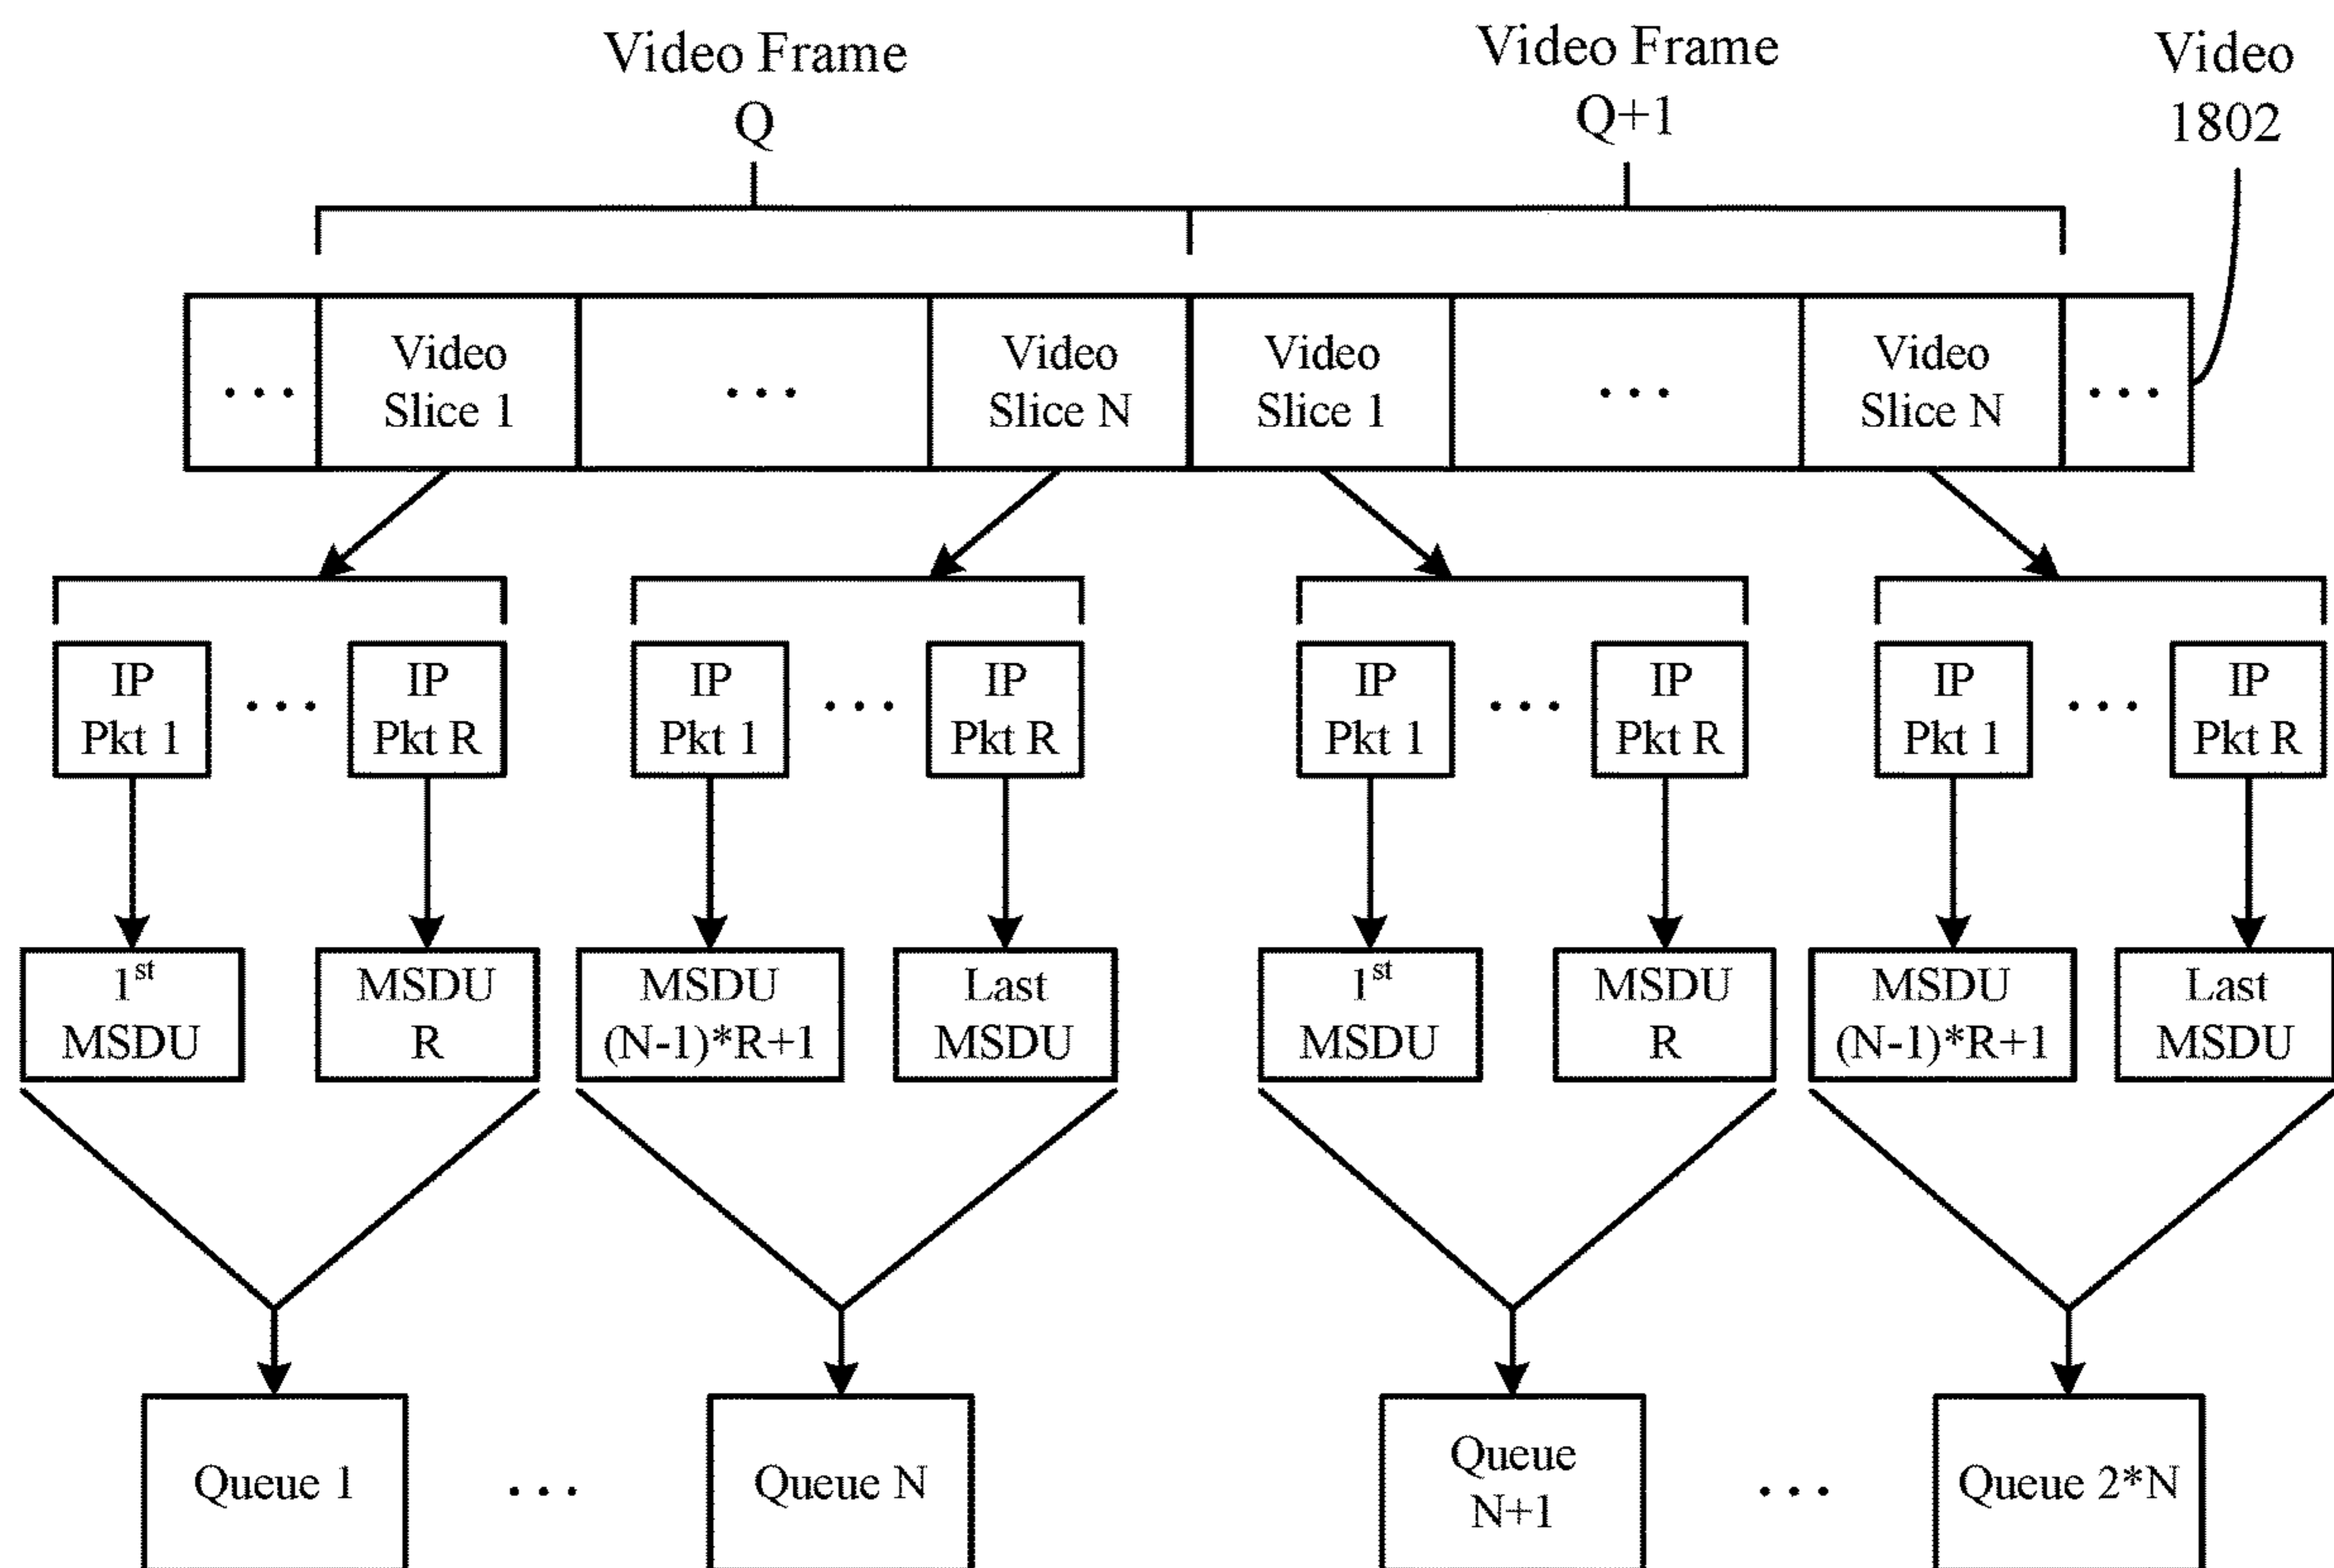 Video Frame
Q
Video Frame
Q+1
Video
1802
... Video Slice 1 ... Video Slice N Video Slice 1 ... Video Slice N ...
IP Pkt 1 ... IP Pkt R IP Pkt 1 ... IP Pkt R IP Pkt 1 ... IP Pkt R IP Pkt 1 ... IP Pkt R
1st MSDU
MSDU R
MSDU (N-1)*R+1
Last MSDU
1st MSDU
MSDU R
MSDU (N-1)*R+1
Last MSDU
Queue 1 ... Queue N
Queue N+1 ... Queue 2*N